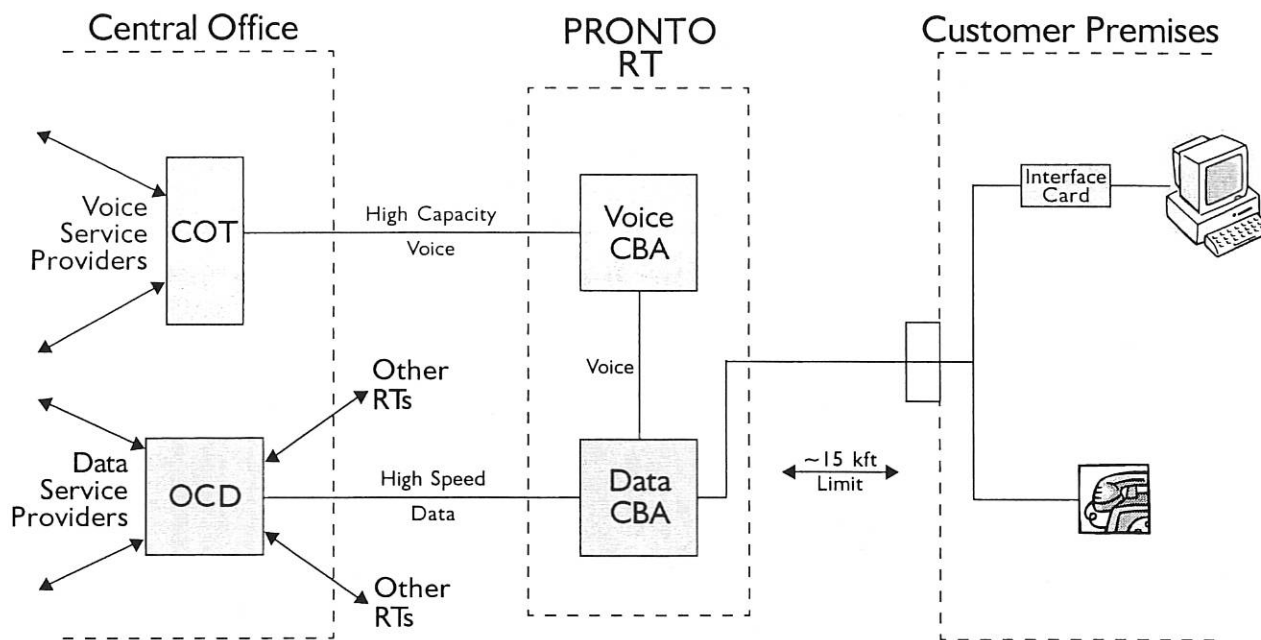 Central Office
PRONTO
RT
Customer Premises
Voice
Service
Providers
COT
High Capacity
Voice
Voice
CBA
Interface
Card
Voice
Other
RTs
Data
Service
Providers
OCD
High Speed
Data
Data
CBA
~15 kft
Limit
Other
RTs